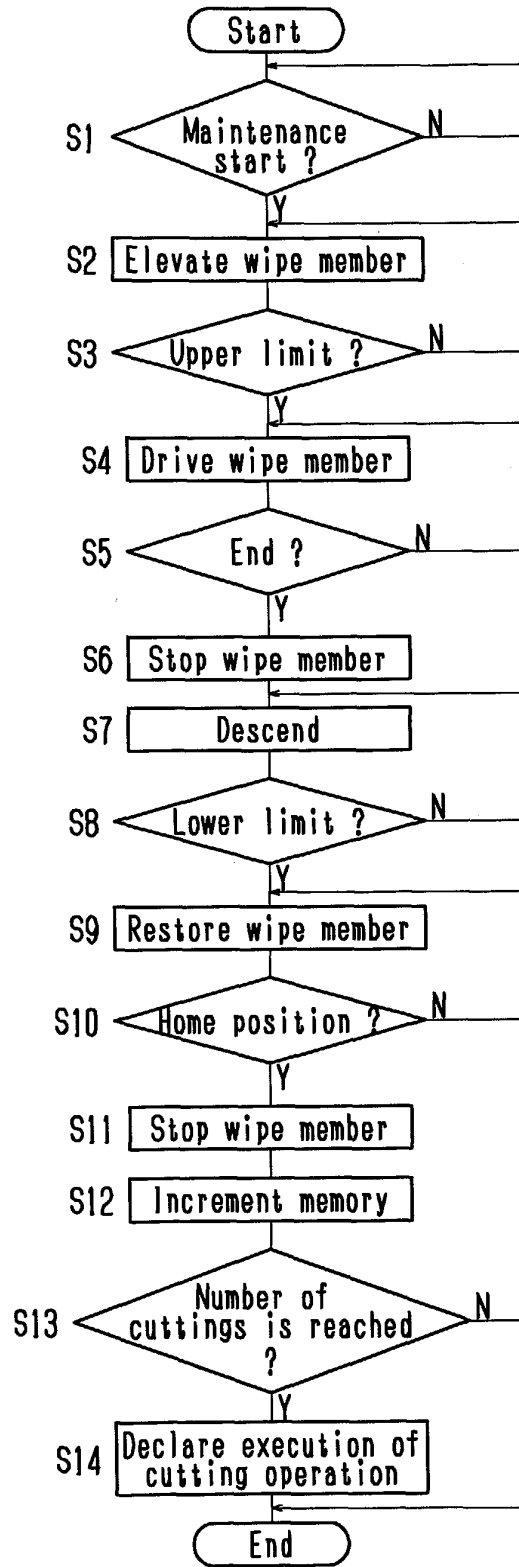 Start
S1
Maintenance
start ?
N
Y
S2
Elevate wipe member
S3
Upper limit ?
N
Y
S4
Drive wipe member
S5
End ?
N
Y
S6
Stop wipe member
S7
Descend
S8
Lower limit ?
N
Y
S9
Restore wipe member
S10
Home position ?
N
Y
S11
Stop wipe member
S12
Increment memory
S13
Number of
cuttings is reached
?
N
Y
S14
Declare execution of
cutting operation
End